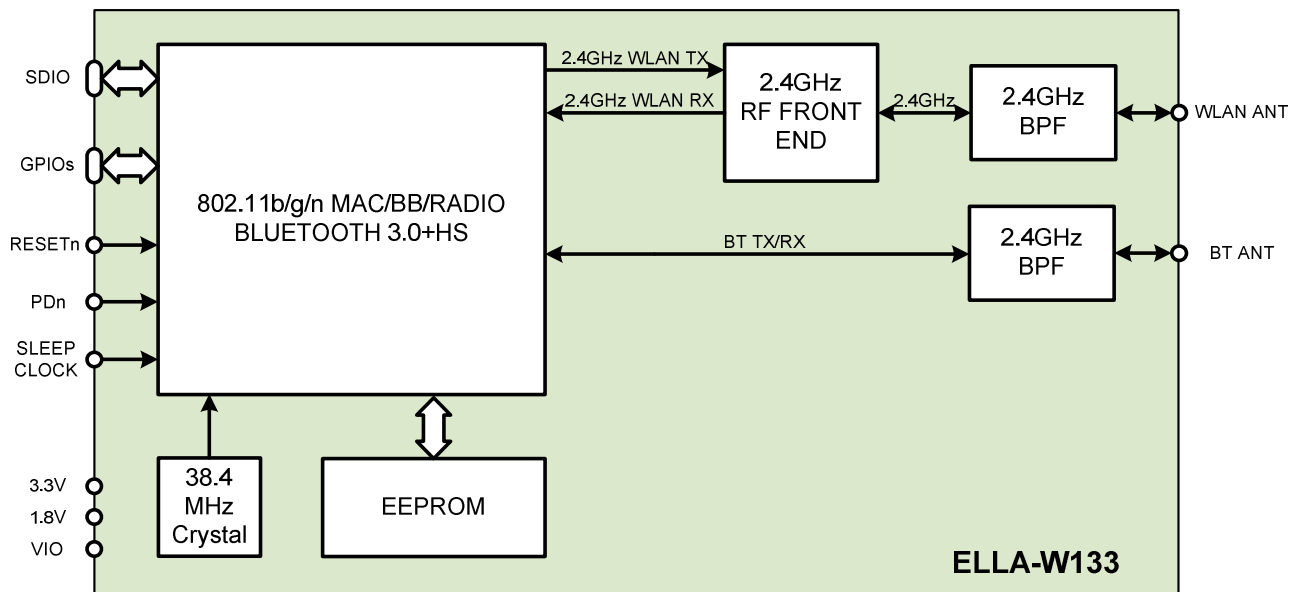 SDIO
GPIOs
RESETn
PDn
SLEEP
CLOCK
3.3V
1.8V
VIO
802.11b/g/n MAC/BB/RADIO
BLUETOOTH 3.0+HS
38.4
MHz
Crystal
EEPROM
2.4GHz WLAN TX
2.4GHz WLAN RX
2.4GHz
RF FRONT
END
2.4GHz
2.4GHz
BPF
WLAN ANT
BT TX/RX
2.4GHz
BPF
BT ANT
ELLA-W133